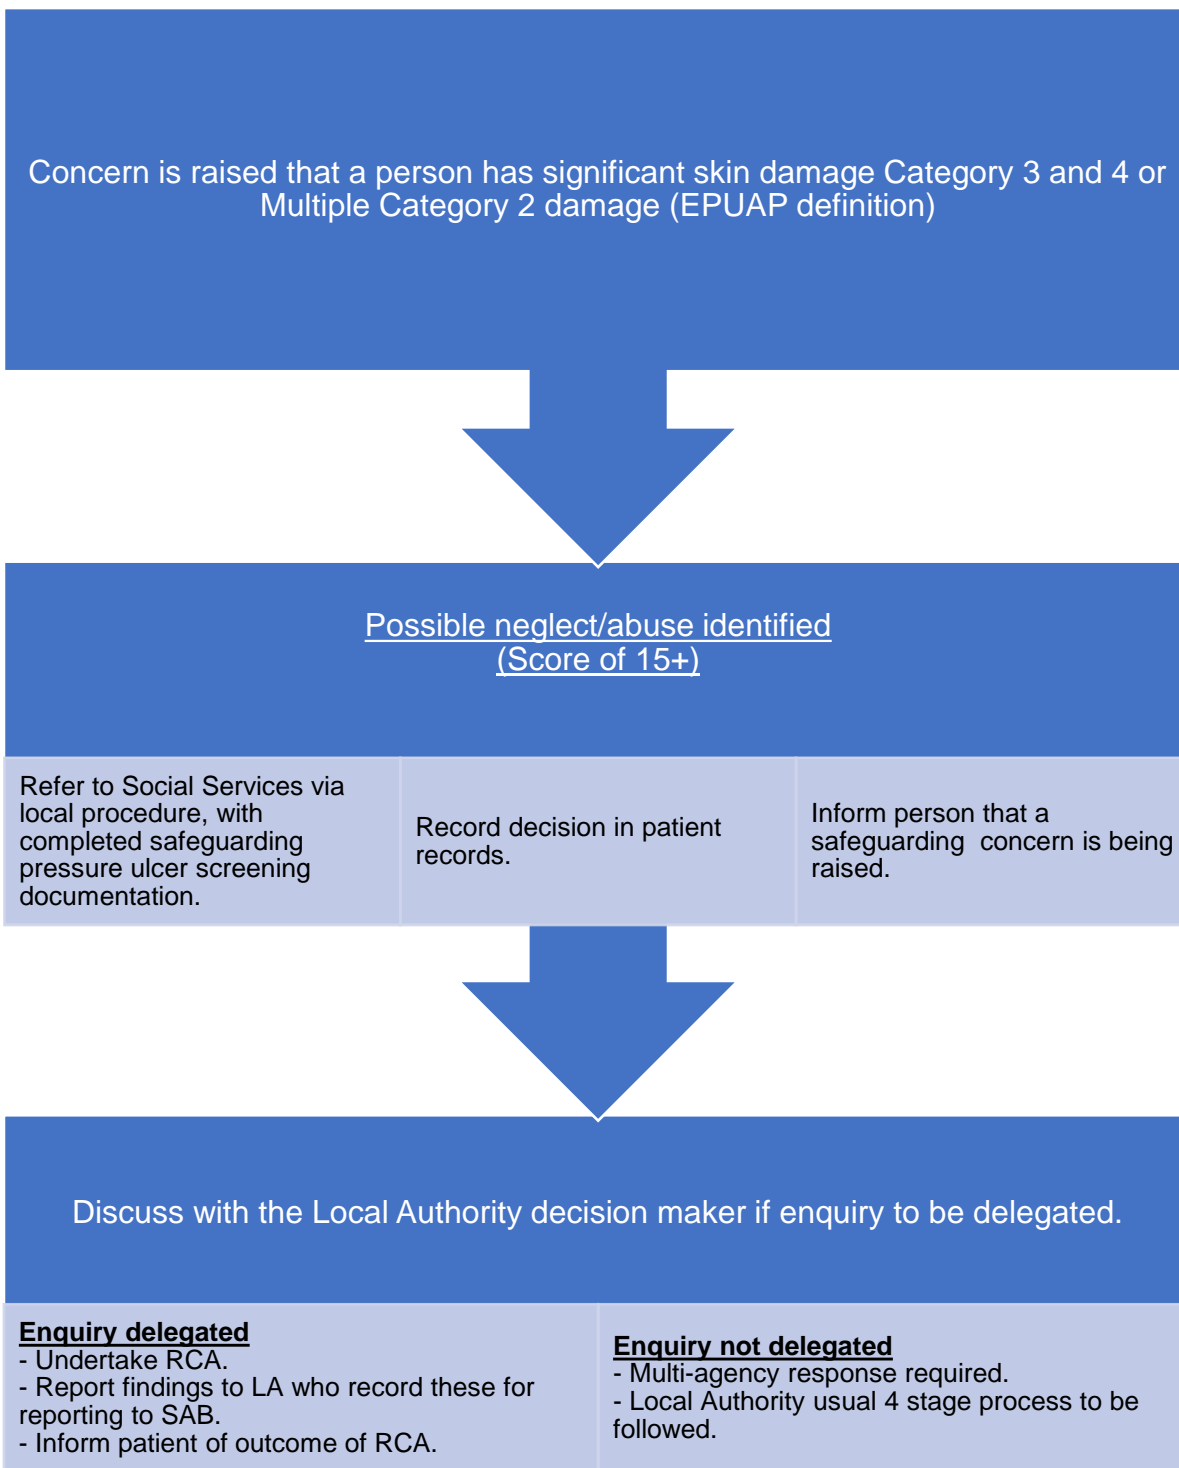 Concern is raised that a person has significant skin damage Category 3 and 4 or
Multiple Category 2 damage (EPUAP definition)
Possible neglect/abuse identified
(Score of 15+)
Refer to Social Services via
local procedure, with
completed safeguarding
pressure ulcer screening
documentation.
Record decision in patient
records.
Inform person that a
safeguarding  concern is being
raised.
Discuss with the Local Authority decision maker if enquiry to be delegated.
Enquiry delegated
- Undertake RCA.
- Report findings to LA who record these for
reporting to SAB.
- Inform patient of outcome of RCA.
Enquiry not delegated
- Multi-agency response required.
- Local Authority usual 4 stage process to be
followed.